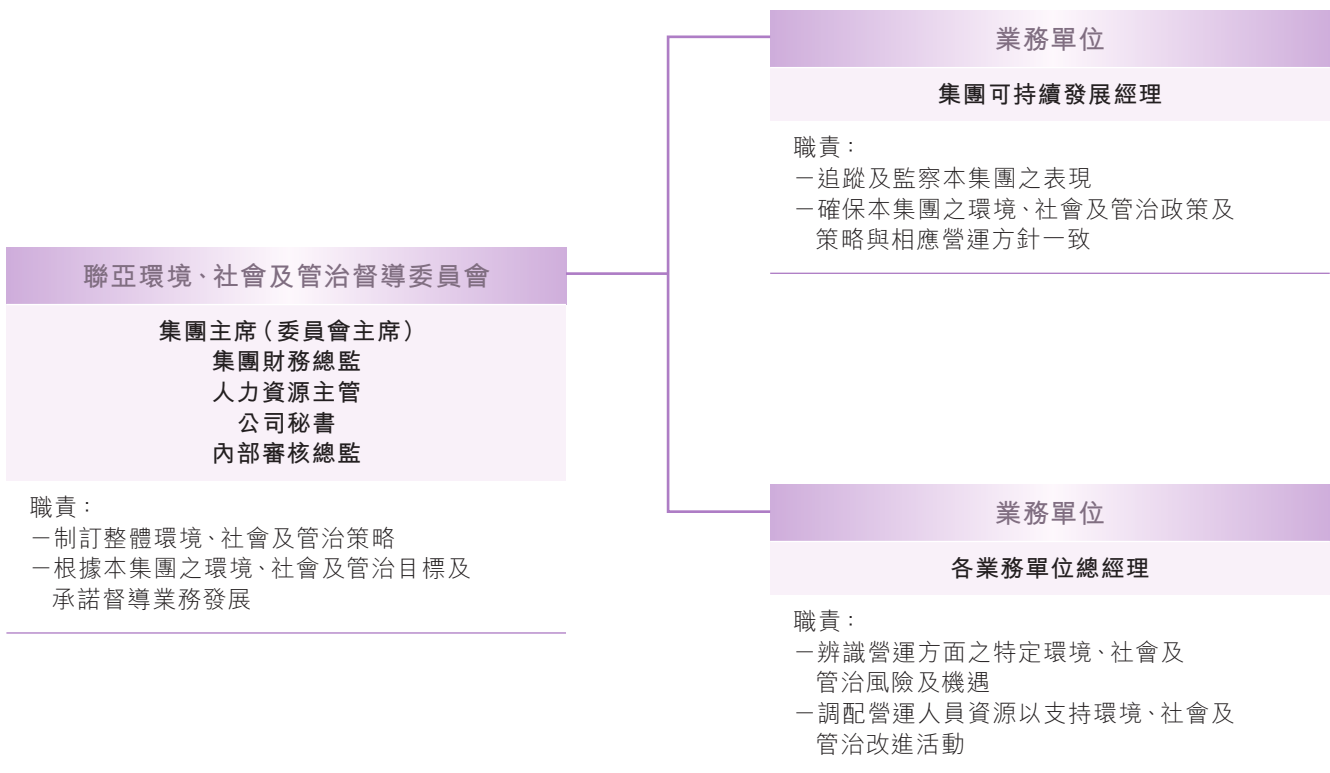 業務單位
集團可持續發展經理
職責：
－追蹤及監察本集團之表現
－確保本集團之環境、社會及管治政策及
策略與相應營運方針一致
聯亞環境、社會及管治督導委員會
集團主席（委員會主席）
集團財務總監
人力資源主管
公司秘書
內部審核總監
職責：
－制訂整體環境、社會及管治策略
－根據本集團之環境、社會及管治目標及
承諾督導業務發展
業務單位
各業務單位總經理
職責：
－辨識營運方面之特定環境、社會及
管治風險及機遇
－調配營運人員資源以支持環境、社會及
管治改進活動